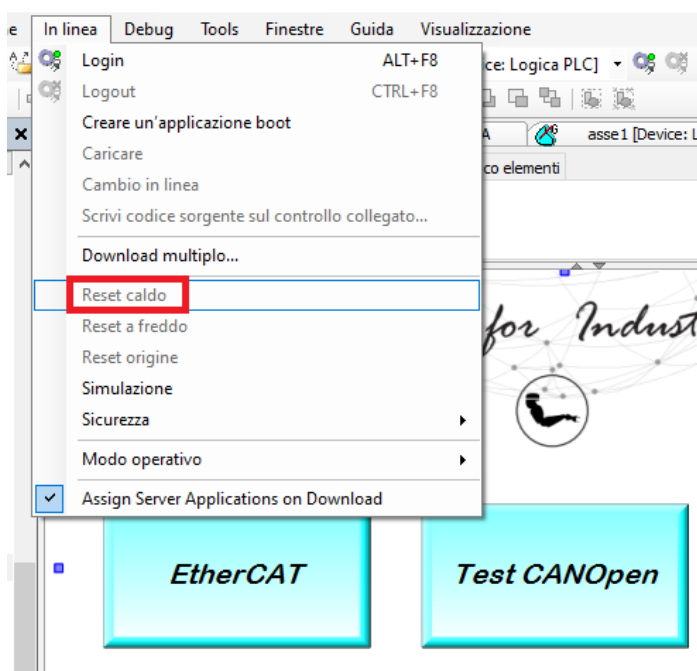 e In linea Debug Tools Finestre Guida Visualizzazione
Login ALT+F8
ce: Logica PLC]
Logout CTRL+F8
Creare un'applicazione boot
A asse1 [Device: L
Caricare
co elementi
Cambio in linea
Scrivi codice sorgente sul controllo collegato...
Download multiplo...
Reset caldo
Reset a freddo
for Indust
Reset origine
Simulazione
Sicurezza
Modo operativo
Assign Server Applications on Download
EtherCAT Test CANOpen